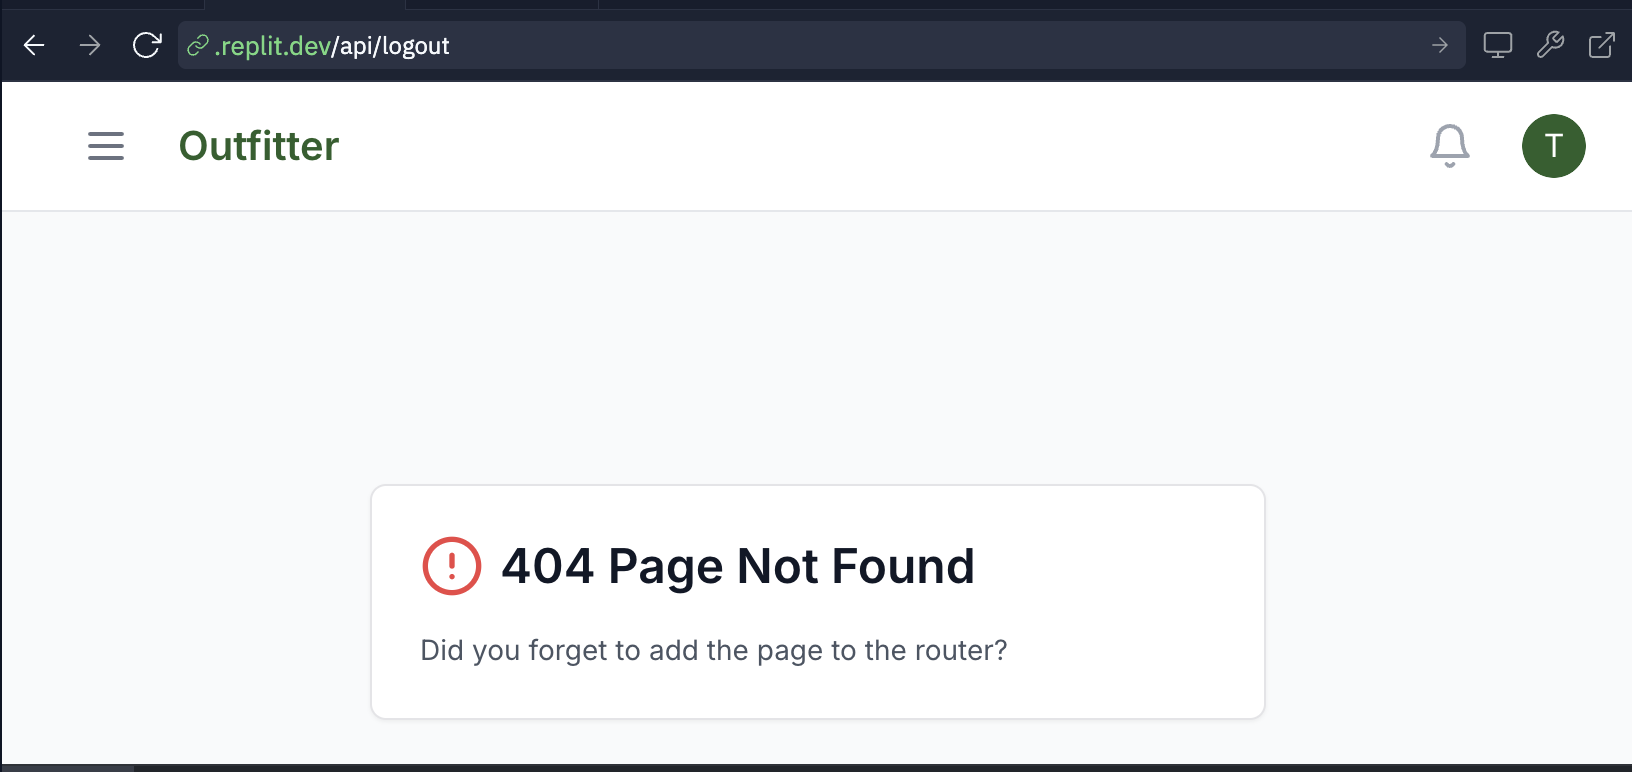 .replit.dev/api/logout
Outfitter
T
404 Page Not Found
Did you forget to add the page to the router?